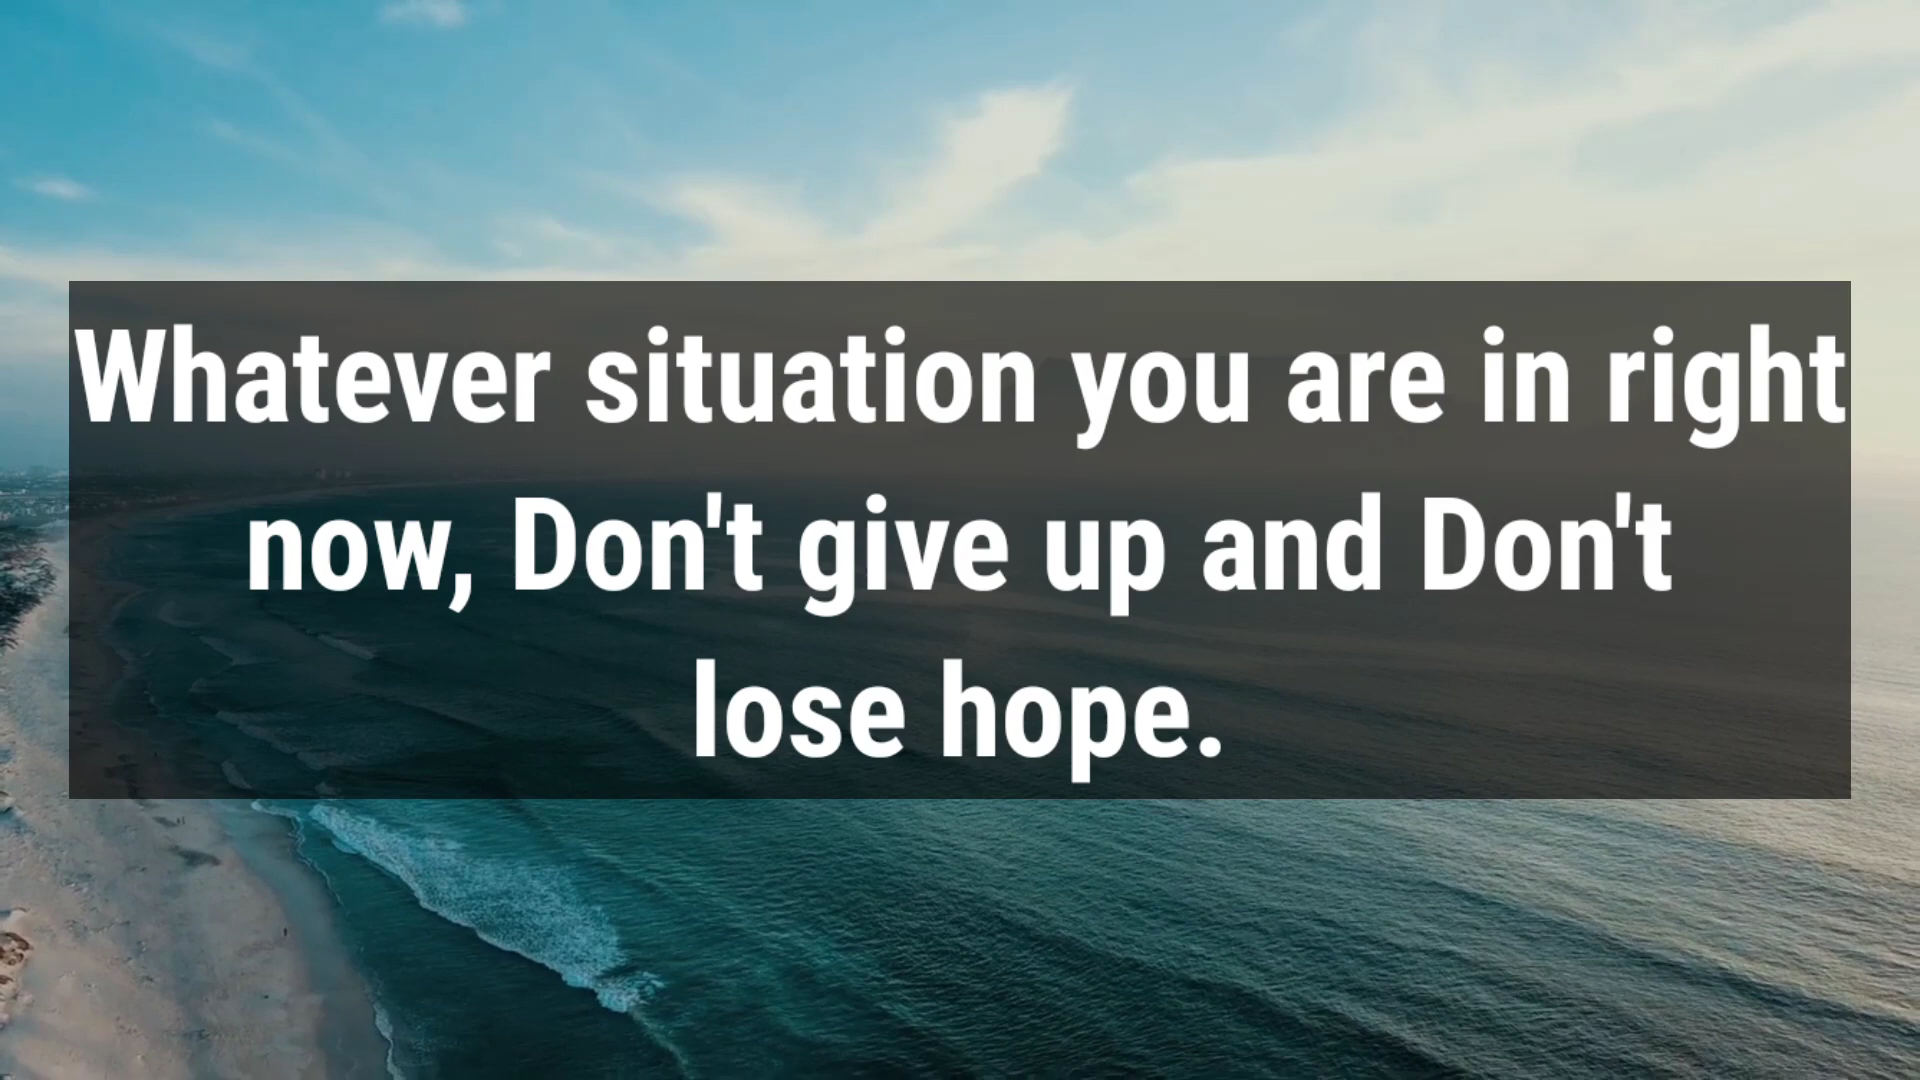 Whatever situation you are in right
now, Don't give up and Don't
lose hope.